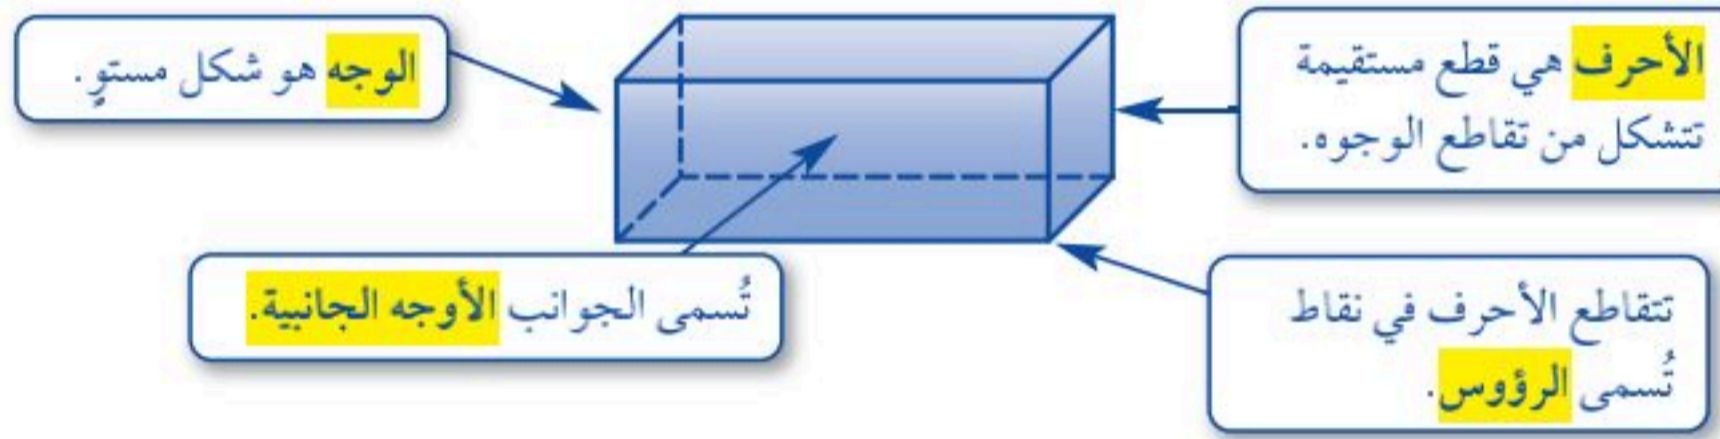 الأحرف هي قطع مستقيمة
تتشكل من تقاطع الوجوه.
الوجه هو شكل مستوٍ.
تتقاطع الأحرف في نقاط
تُسمى الرؤوس.
تُسمى الجوانب الأوجه الجانبية.